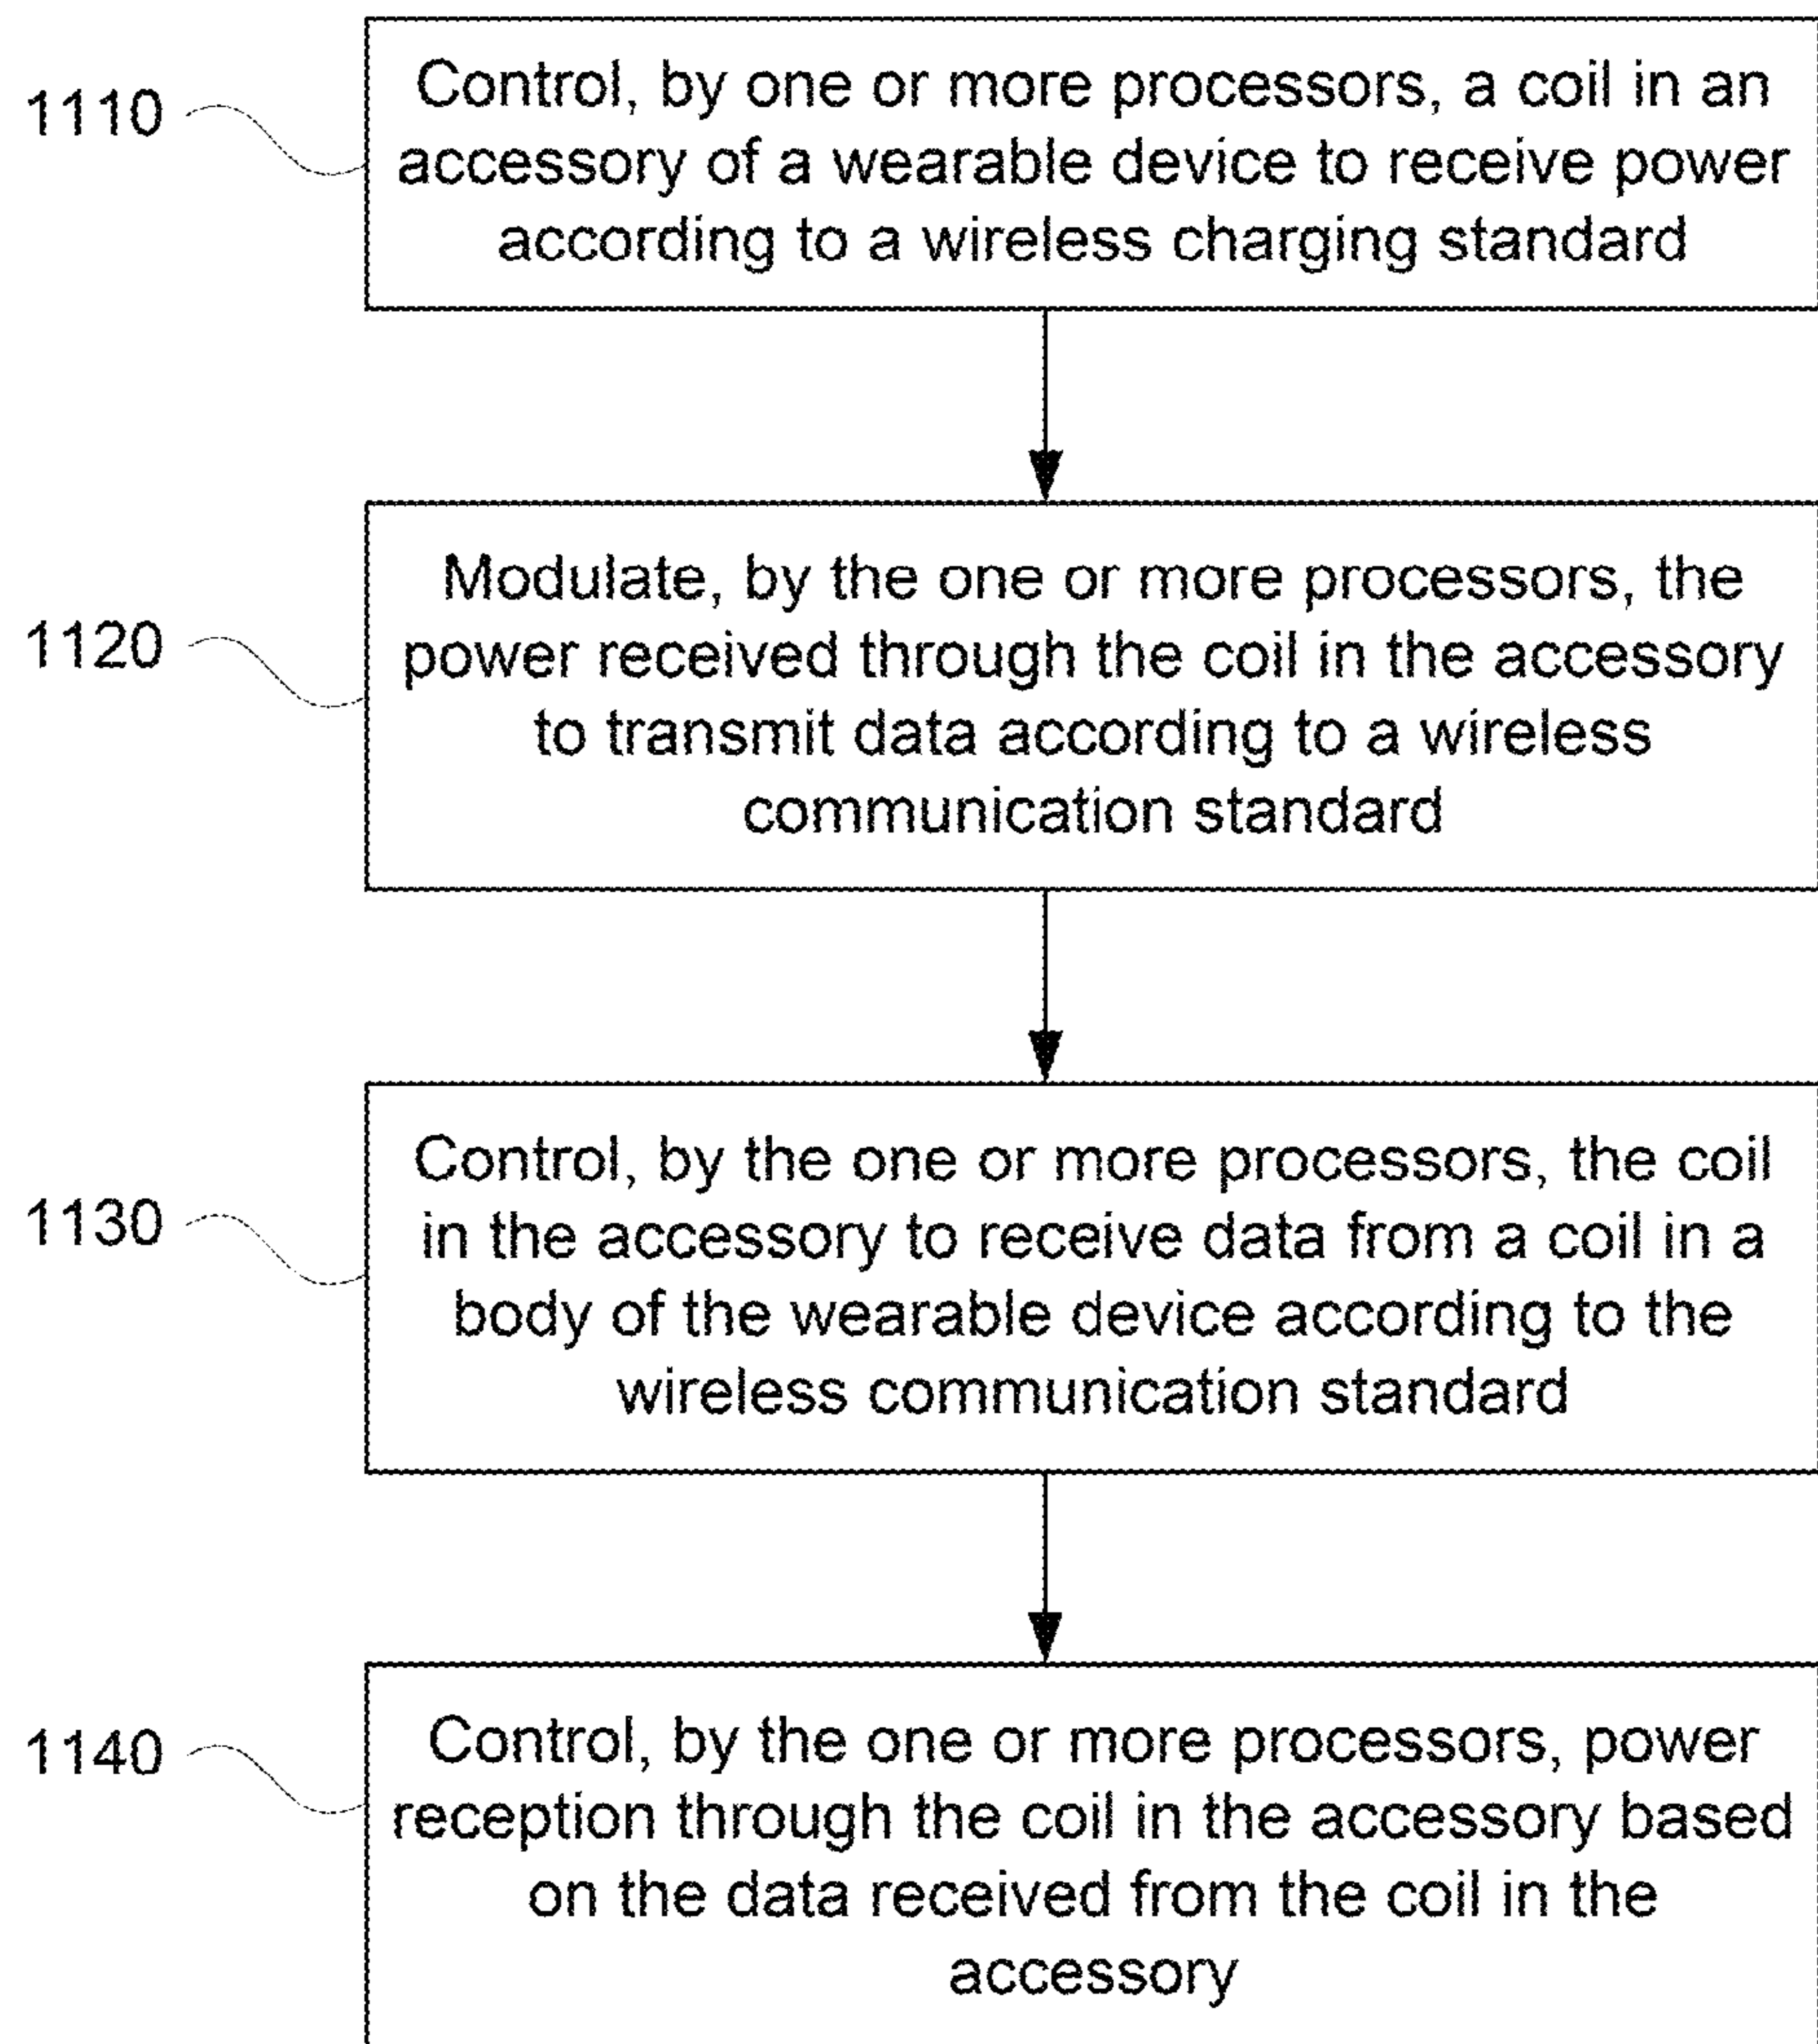 1110
Control, by one or more processors, a coil in an
accessory of a wearable device to receive power
according to a wireless charging standard
1120
Modulate, by the one or more processors, the
power received through the coil in the accessory
to transmit data according to a wireless
communication standard
1130
Control, by the one or more processors, the coil
in the accessory to receive data from a coil in a
body of the wearable device according to the
wireless communication standard
1140
Control, by the one or more processors, power
reception through the coil in the accessory based
on the data received from the coil in the
accessory